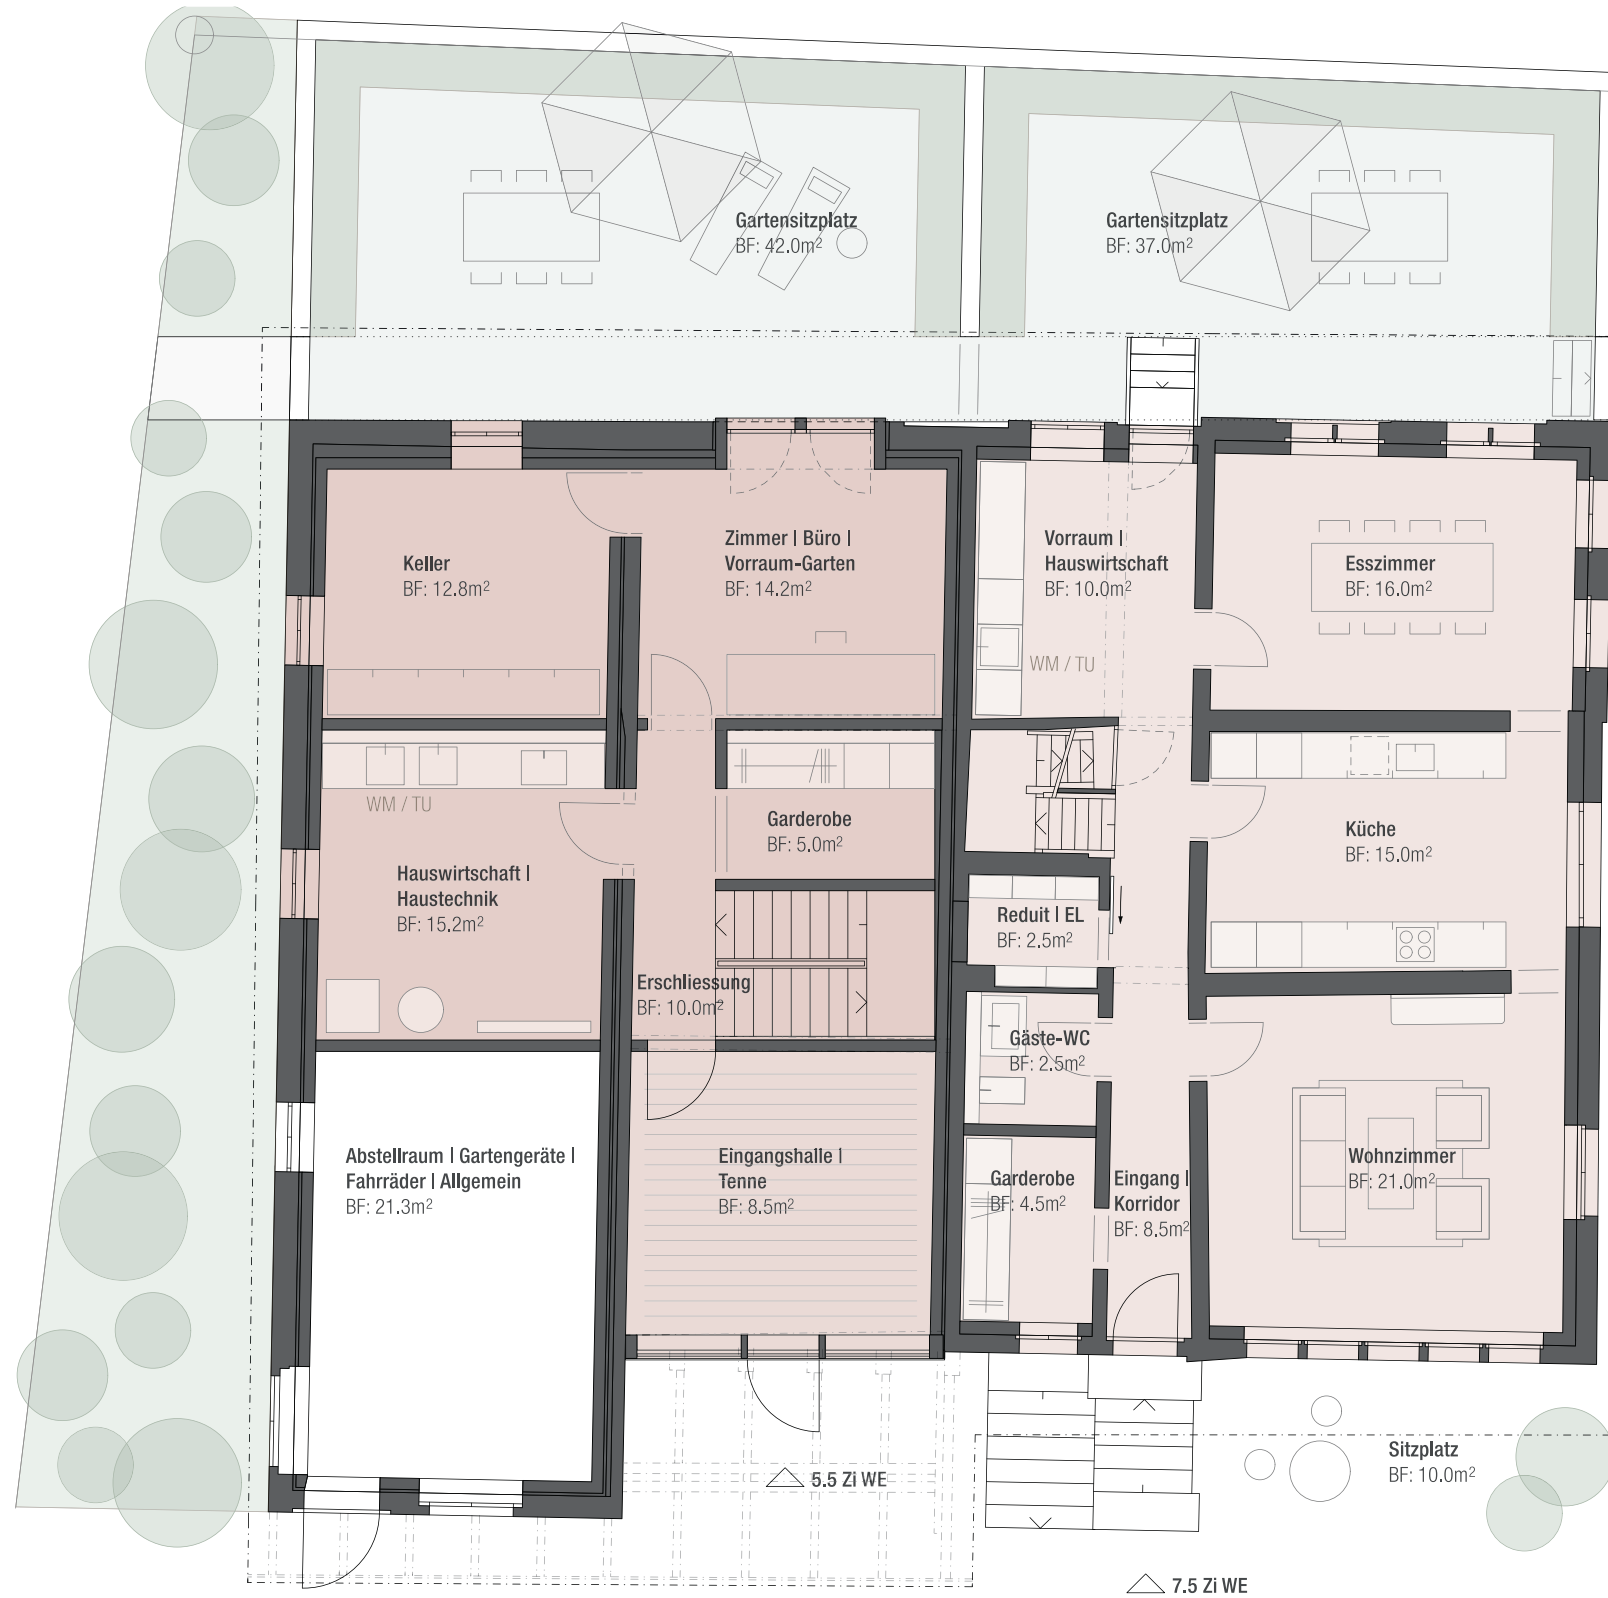 Gartensitzplatz
BF: 42.0m²
Gartensitzplatz
BF: 37.0m²
Keller
BF: 12.8m²
Zimmer | Büro |
Vorraum-Garten
BF: 14.2m²
Vorraum |
Hauswirtschaft
BF: 10.0m²
WM / TU
Esszimmer
BF: 16.0m²
WM / TU
Hauswirtschaft |
Haustechnik
BF: 15.2m²
Garderobe
BF: 5.0m²
Küche
BF: 15.0m²
Reduit | EL
BF: 2.5m²
Erschliessung
BF: 10.0m²
Gäste-WC
BF: 2.5m²
Abstellraum | Gartengeräte |
Fahrräder | Allgemein
BF: 21.3m²
Eingangshalle |
Tenne
BF: 8.5m²
Garderobe
BF: 4.5m²
Eingang |
Korridor
BF: 8.5m²
Wohnzimmer
BF: 21.0m²
Sitzplatz
BF: 10.0m²
5.5 Zi WE
7.5 Zi WE